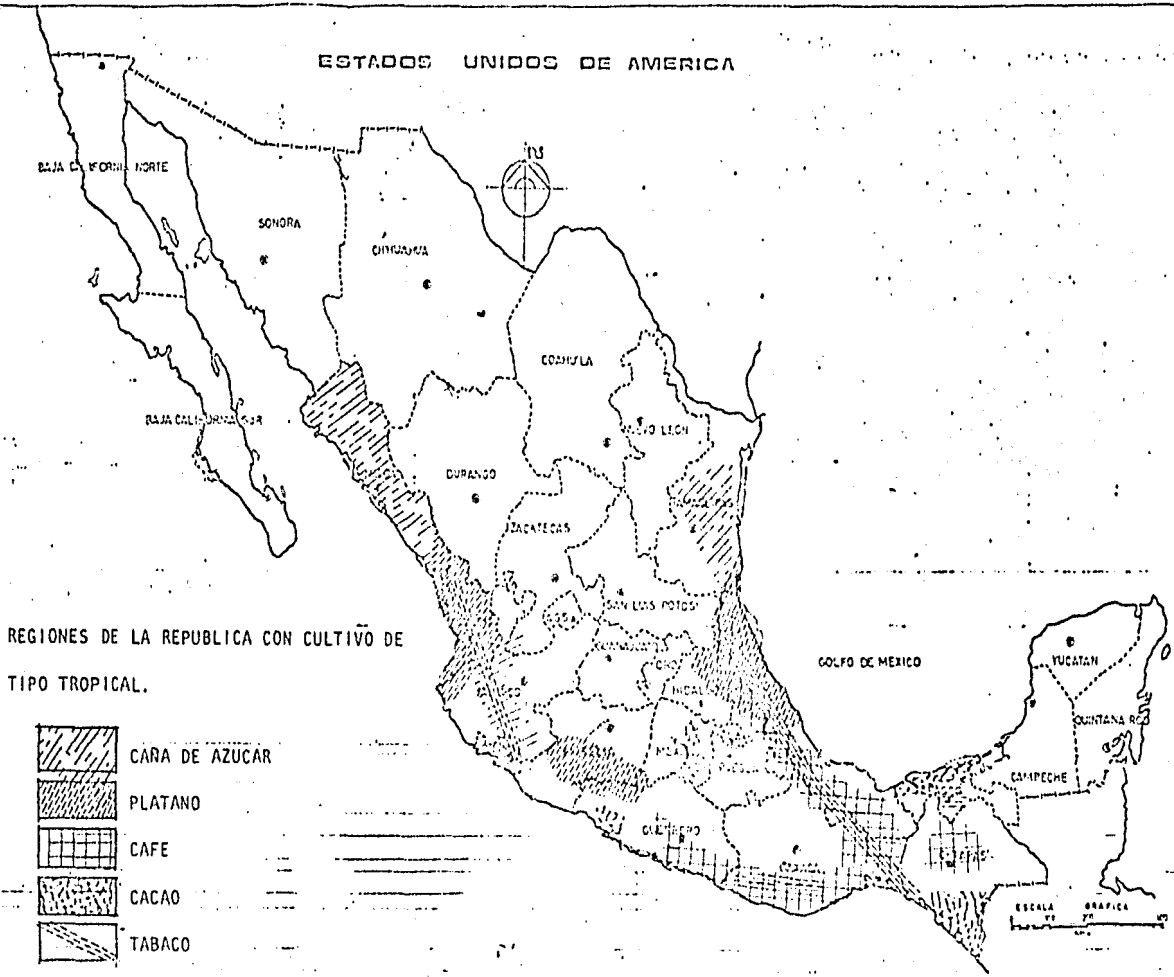 ESTADOS UNIDOS DE AMERICA
N
BAJA CALIFORNIA NORTE
SONORA
CHIHUAHUA
COAHUILA
NUEVO LEON
BAJA CALIFORNIA SUR
DURANGO
ZACATECAS
SAN LUIS POTOSI
REGIONES DE LA REPUBLICA CON CULTIVO DE
TIPO TROPICAL.
GOLFO DE MEXICO
YUCATAN
QUINTANA RO
CAMPECHE
HIDAL
CAÑA DE AZUCAR
PLATANO
CAFE
CACAO
TABACO
ESCALA GRAFICA